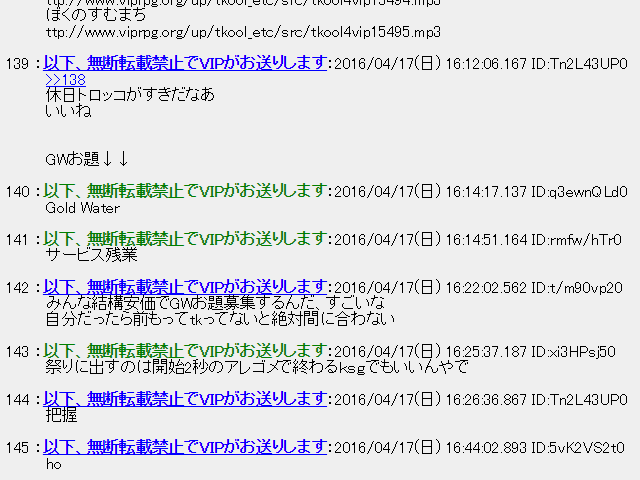 ttp://www.viprpg.org/up/tkool_etc/src/tkool4vip15494.mp3
ぼくのすむまち
ttp://www.viprpg.org/up/tkool_etc/src/tkool4vip15495.mp3
139 ：以下、無断転載禁止でVIPがお送りします：2016/04/17(日) 16:12:06.167 ID:Tn2L43UP0
>>138
休日トロッコがすきだなあ
いいね
GWお題↓↓
140 ：以下、無断転載禁止でVIPがお送りします：2016/04/17(日) 16:14:17.137 ID:q3ewnQLd0
Gold Water
141 ：以下、無断転載禁止でVIPがお送りします：2016/04/17(日) 16:14:51.164 ID:rmfw/hTr0
サービス残業
142 ：以下、無断転載禁止でVIPがお送りします：2016/04/17(日) 16:22:02.562 ID:t/m90vp20
みんな結構安価でGWお題募集するんだ、すごいな
自分だったら前もってtkってないと絶対間に合わない
143 ：以下、無断転載禁止でVIPがお送りします：2016/04/17(日) 16:25:37.187 ID:xi3HPsj50
祭りに出すのは開始2秒のアレゴメで終わるksgでもいいんやで
144 ：以下、無断転載禁止でVIPがお送りします：2016/04/17(日) 16:26:36.867 ID:Tn2L43UP0
把握
145 ：以下、無断転載禁止でVIPがお送りします：2016/04/17(日) 16:44:02.893 ID:5vK2VS2t0
ho